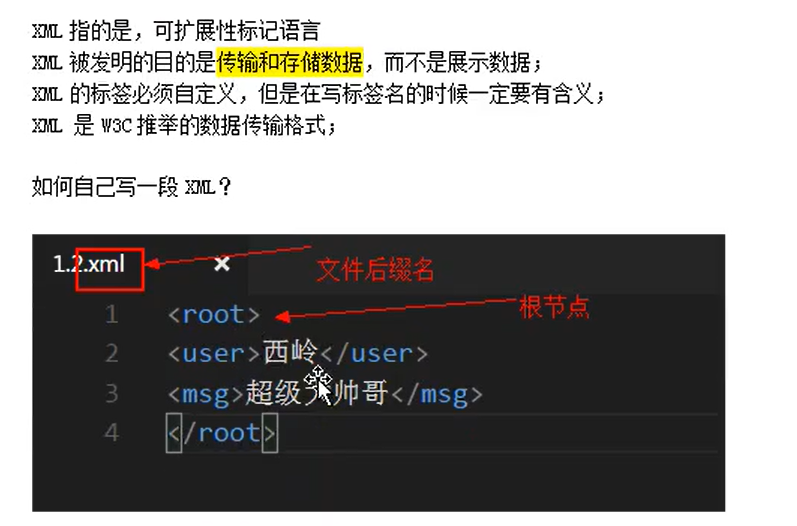 XML 指的是，可扩展性标记语言
XML 被发明的目的是传输和存储数据，而不是展示数据；
XML 的标签必须自定义，但是在写标签名的时候一定要有含义；
XML 是 W3C 推举的数据传输格式；
如何自己写一段 XML？
1.2.xml ×
文件后缀名
1 <root>
根节点
2 <user>西岭</user>
3 <msg>超级大帅哥</msg>
4 </root>